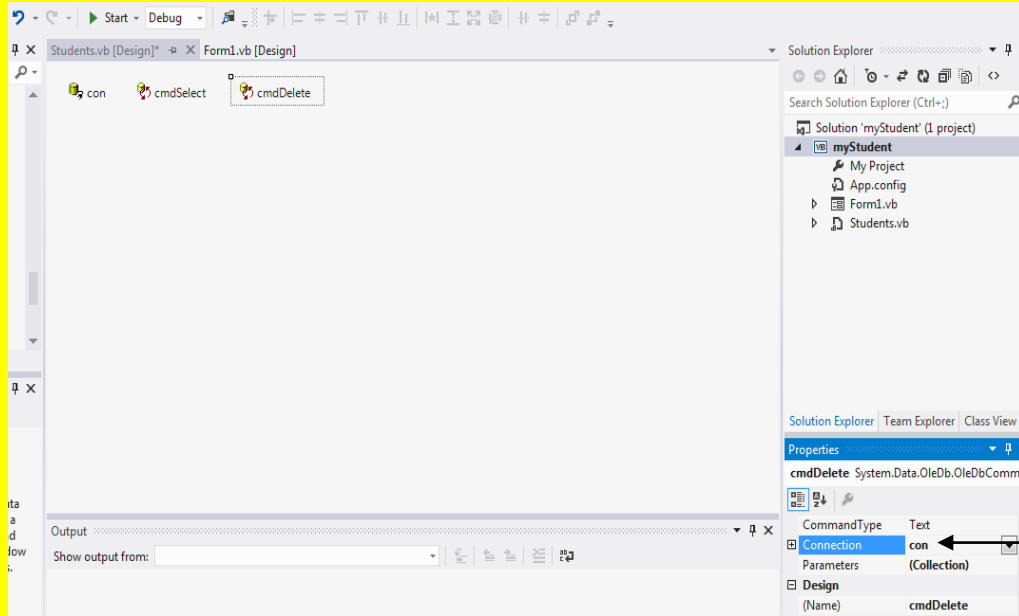 Start Debug
Students.vb [Design]* Form1.vb [Design]
con cmdSelect cmdDelete
Solution Explorer
Search Solution Explorer (Ctrl+;)
Solution 'myStudent' (1 project)
VB myStudent
My Project
App.config
Form1.vb
Students.vb
Solution Explorer Team Explorer Class View
Properties
cmdDelete System.Data.OleDb.OleDbComm
CommandType Text
Connection con
Parameters (Collection)
Design
(Name) cmdDelete
Output
Show output from: